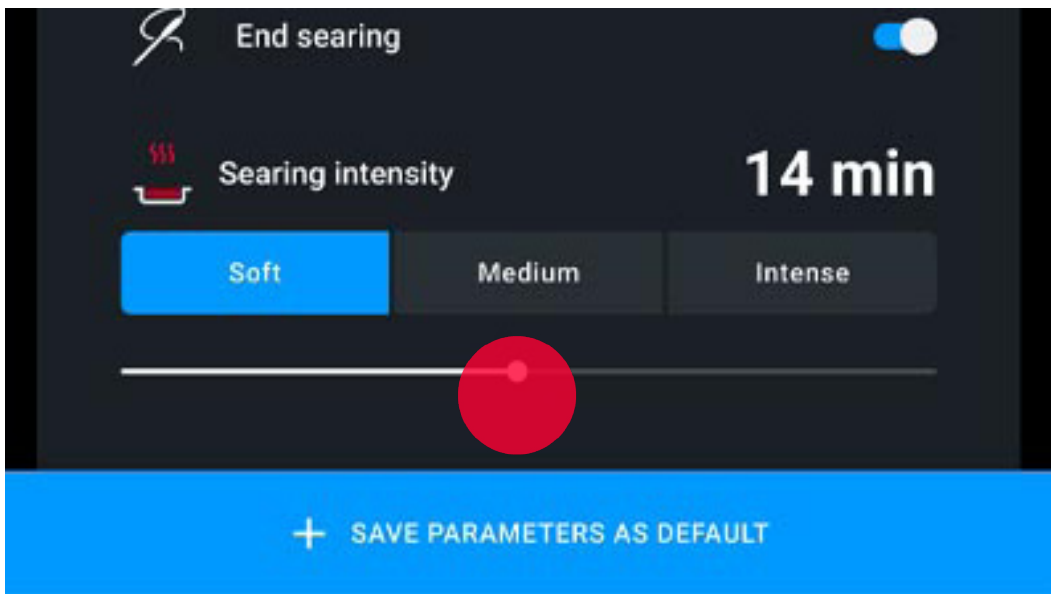 End searing
Searing intensity 14 min
Soft Medium Intense
+ SAVE PARAMETERS AS DEFAULT